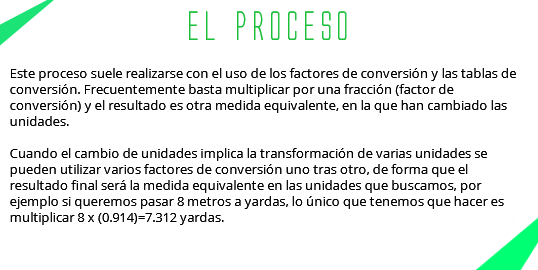 EL PROCESO
Este proceso suele realizarse con el uso de los factores de conversión y las tablas de
conversión. Frecuentemente basta multiplicar por una fracción (factor de
conversión) y el resultado es otra medida equivalente, en la que han cambiado las
unidades.
Cuando el cambio de unidades implica la transformación de varias unidades se
pueden utilizar varios factores de conversión uno tras otro, de forma que el
resultado final será la medida equivalente en las unidades que buscamos, por
ejemplo si queremos pasar 8 metros a yardas, lo único que tenemos que hacer es
multiplicar 8 x (0.914)=7.312 yardas.